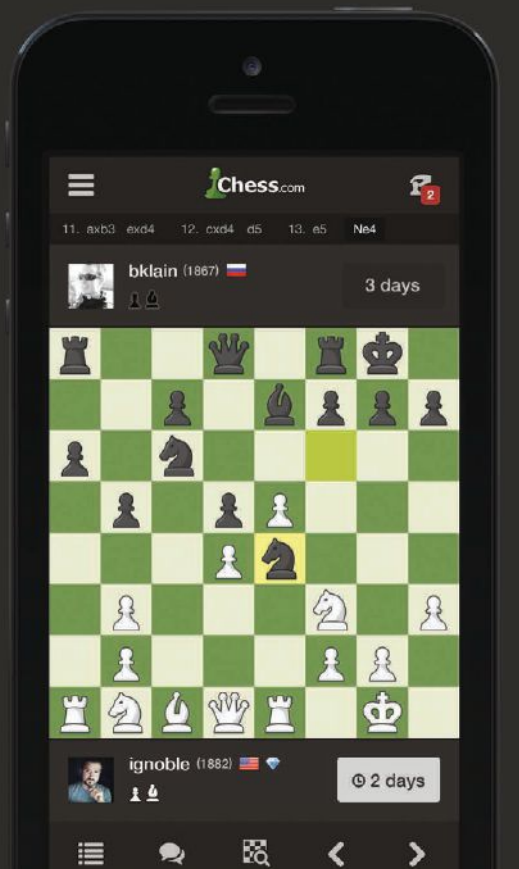 Chess.com
2
11. axb3 exd4 12. cxd4 d5 13. e5 Ne4
bklain (1867)
3 days
ignoble (1882)
2 days